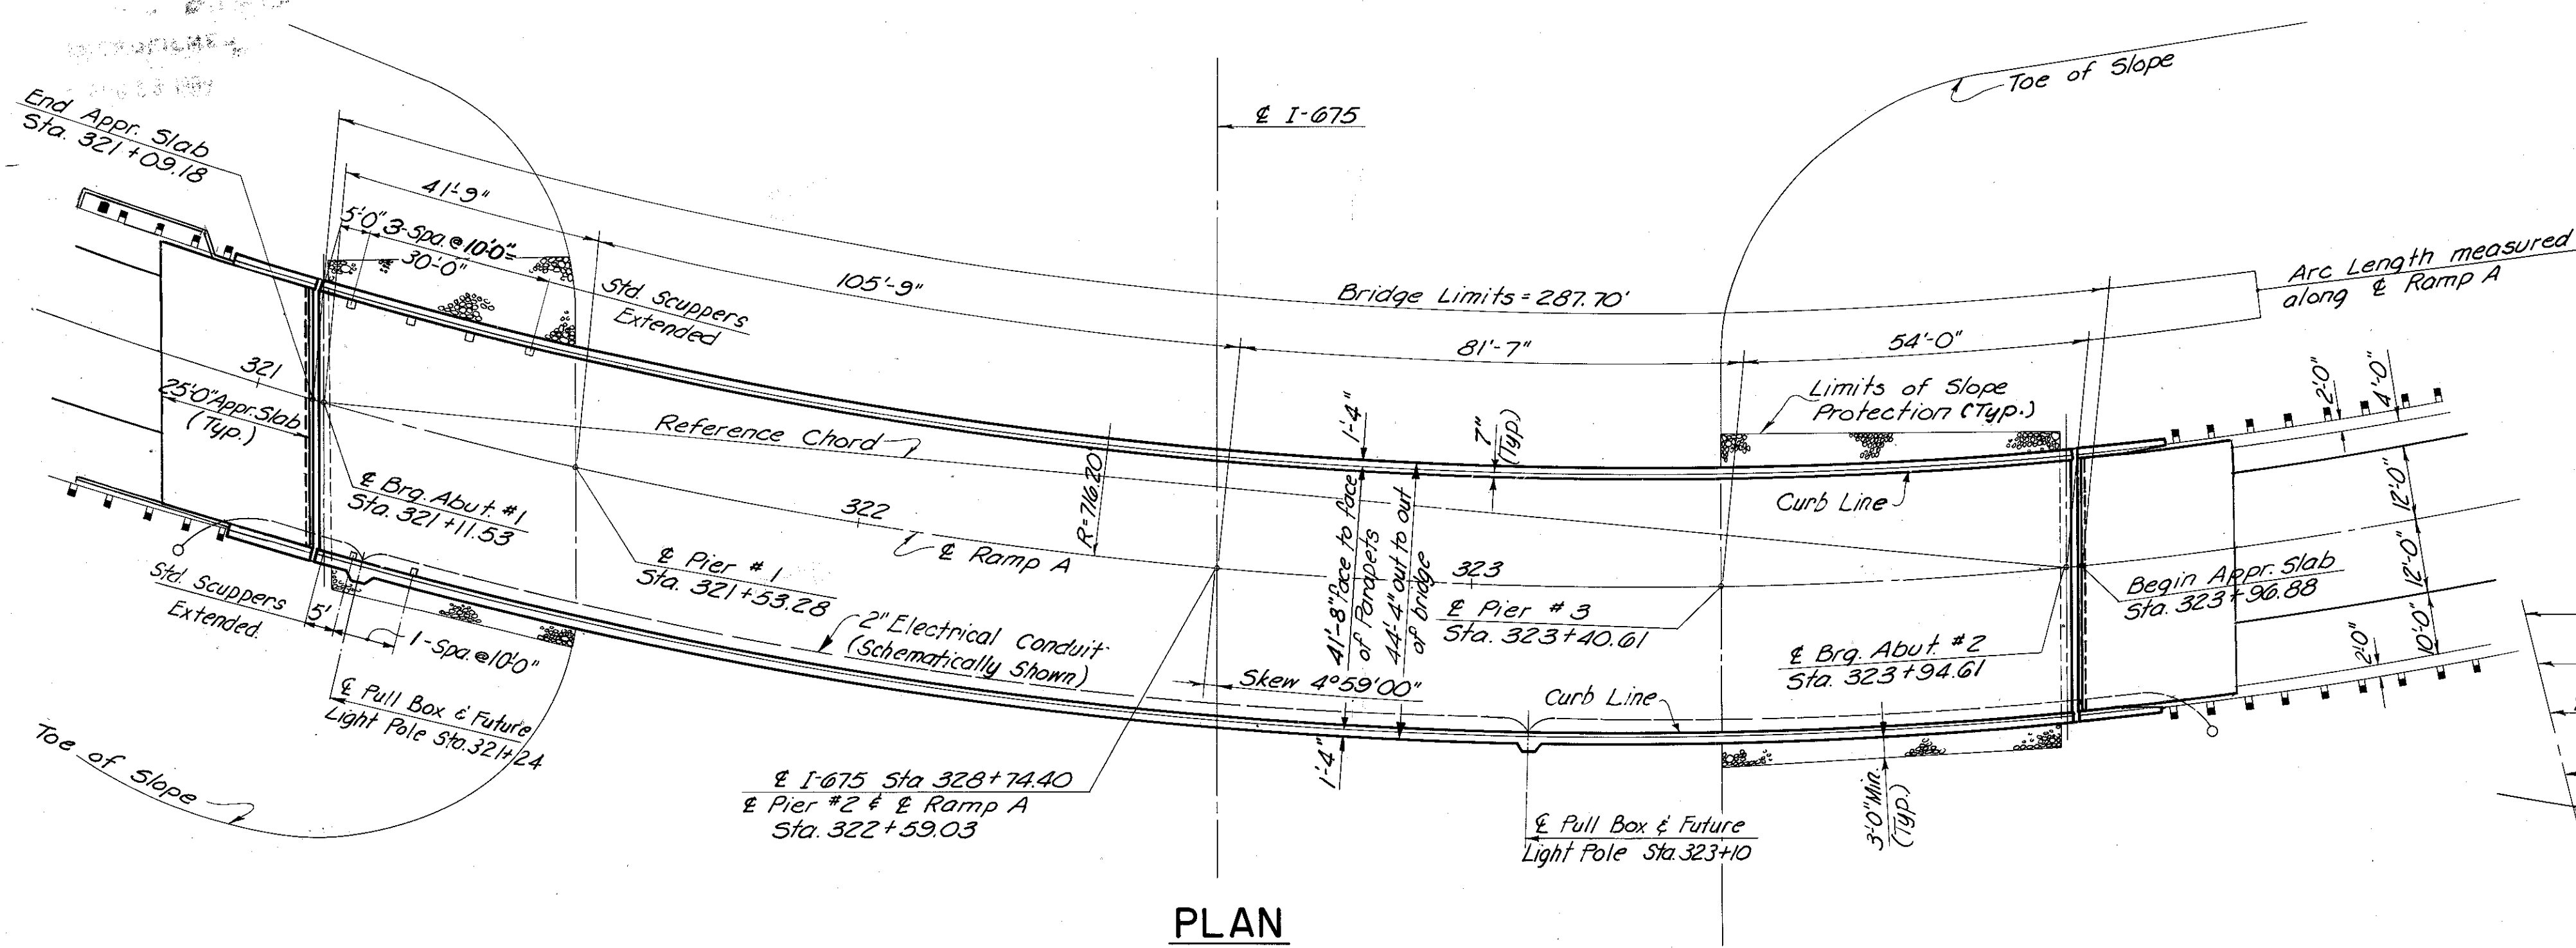 End Appr. Slab
Sta. 321+09.18
41'-9"
5'-0" 3-Spa.@10'-0"=
30'-0"
Std. Scuppers
Extended
105'-9"
℄ I-675
Toe of Slope
Bridge Limits = 287.70'
Arc Length measured
along ℄ Ramp A
81'-7"
54'-0"
Limits of Slope
Protection (Typ.)
2'-0"
4'-0"
321
25'-0" Appr. Slab
(Typ.)
Reference Chord
R=716.20'
1'-4"
7"
(Typ.)
Curb Line
12'-0"
12'-0"
10'-0"
2'-0"
℄ Brg. Abut. #1
Sta. 321+11.53
322
℄ Ramp A
℄ Pier #1
Sta. 321+53.28
41'-8" face to face
of Parapets
44'-4" out to out
of bridge
323
℄ Pier #3
Sta. 323+40.61
Begin Appr. Slab
Sta. 323+96.88
℄ Brg. Abut. #2
Sta. 323+94.61
Std. Scuppers
Extended.
5'
1-Spa.@10'0"
2" Electrical Conduit
(Schematically Shown)
Skew 4°59'00"
Curb Line
℄ Pull Box & Future
Light Pole Sta. 321+24
Toe of Slope
℄ I-675 Sta 328+74.40
℄ Pier #2 & ℄ Ramp A
Sta. 322+59.03
1'-4"
℄ Pull Box & Future
Light Pole Sta. 323+10
3'-0" Min.
(Typ.)
PLAN